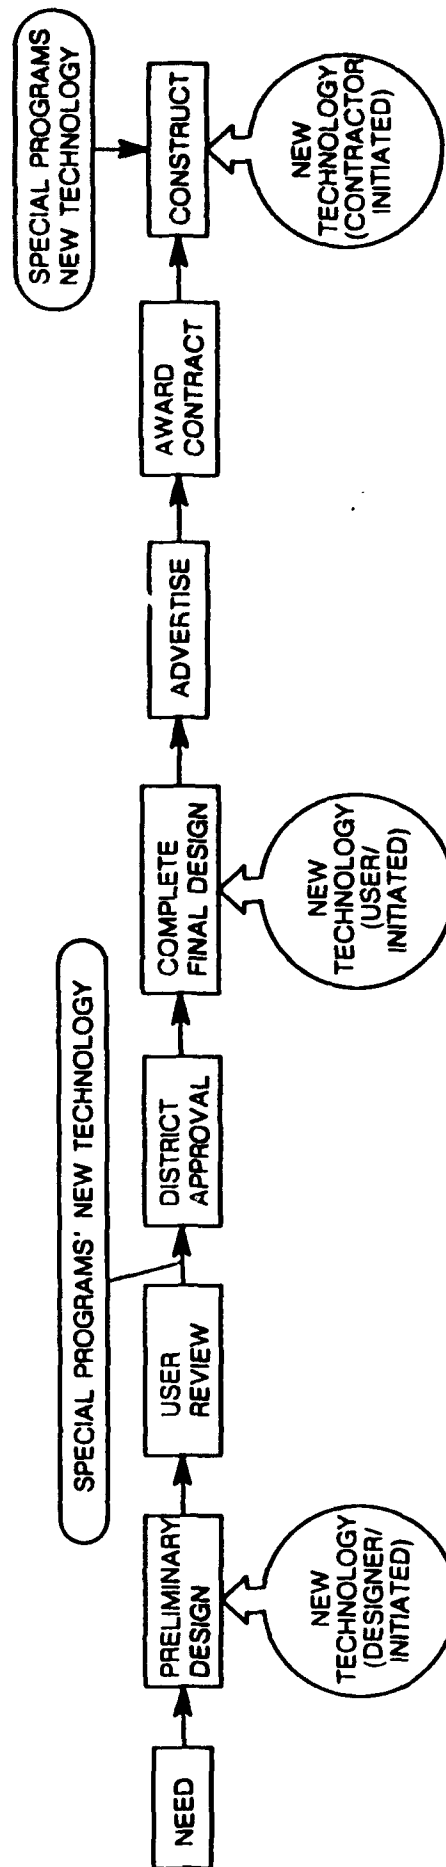 SPECIAL PROGRAMS' NEW TECHNOLOGY
SPECIAL PROGRAMS
NEW TECHNOLOGY
NEED
PRELIMINARY
DESIGN
USER
REVIEW
DISTRICT
APPROVAL
COMPLETE
FINAL DESIGN
ADVERTISE
AWARD
CONTRACT
CONSTRUCT
NEW
TECHNOLOGY
(DESIGNER/
INITIATED)
NEW
TECHNOLOGY
(USER/
INITIATED)
NEW
TECHNOLOGY
(CONTRACTOR
INITIATED)